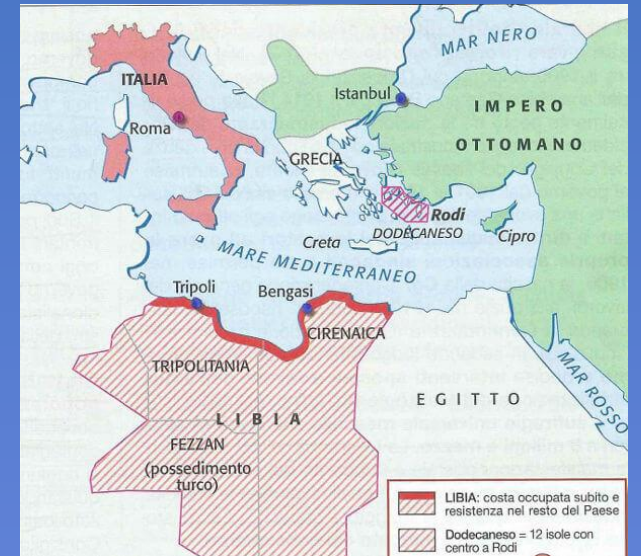 MAR NERO
ITALIA
Istanbul
IMPERO
OTTOMANO
Roma
GRECIA
Rodi
DODECANESO
Creta
Cipro
MARE MEDITERRANEO
Tripoli
Bengasi
CIRENAICA
TRIPOLITANIA
MAR ROSSO
EGITTO
LIBIA
FEZZAN
(possedimento
turco)
LIBIA: costa occupata subito e
resistenza nel resto del Paese
Dodecaneso = 12 isole con
centro a Rodi